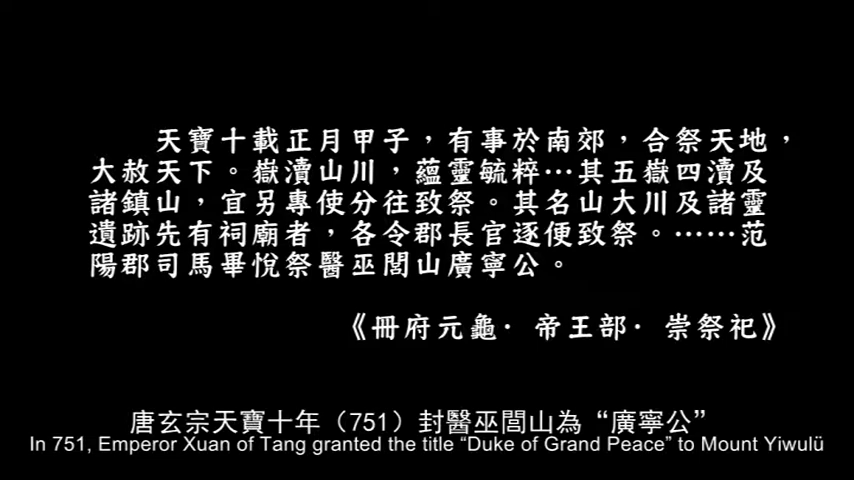 天寶十載正月甲子，有事於南郊，合祭天地，
大赦天下。嶽瀆山川，蘊靈毓粹…其五嶽四瀆及
諸鎮山，宜另專使分往致祭。其名山大川及諸靈
遺跡先有祠廟者，各令郡長官逐便致祭。……范
陽郡司馬畢悅祭醫巫閭山廣寧公。
《冊府元龜·帝王部·崇祭祀》
唐玄宗天寶十年（751）封醫巫閭山為“廣寧公”
In 751, Emperor Xuan of Tang granted the title “Duke of Grand Peace” to Mount Yiwulü